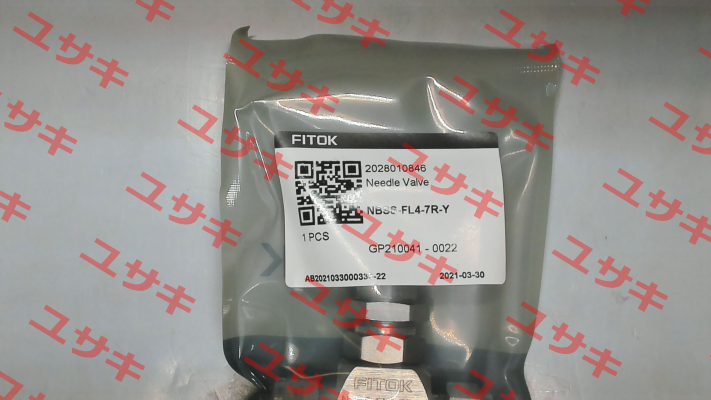 FITOK
2028010846
Needle Valve
NBSS-FL4-7R-Y
1 PCS
GP210041 - 0022
2021-03-30
FITOK
ユサキ